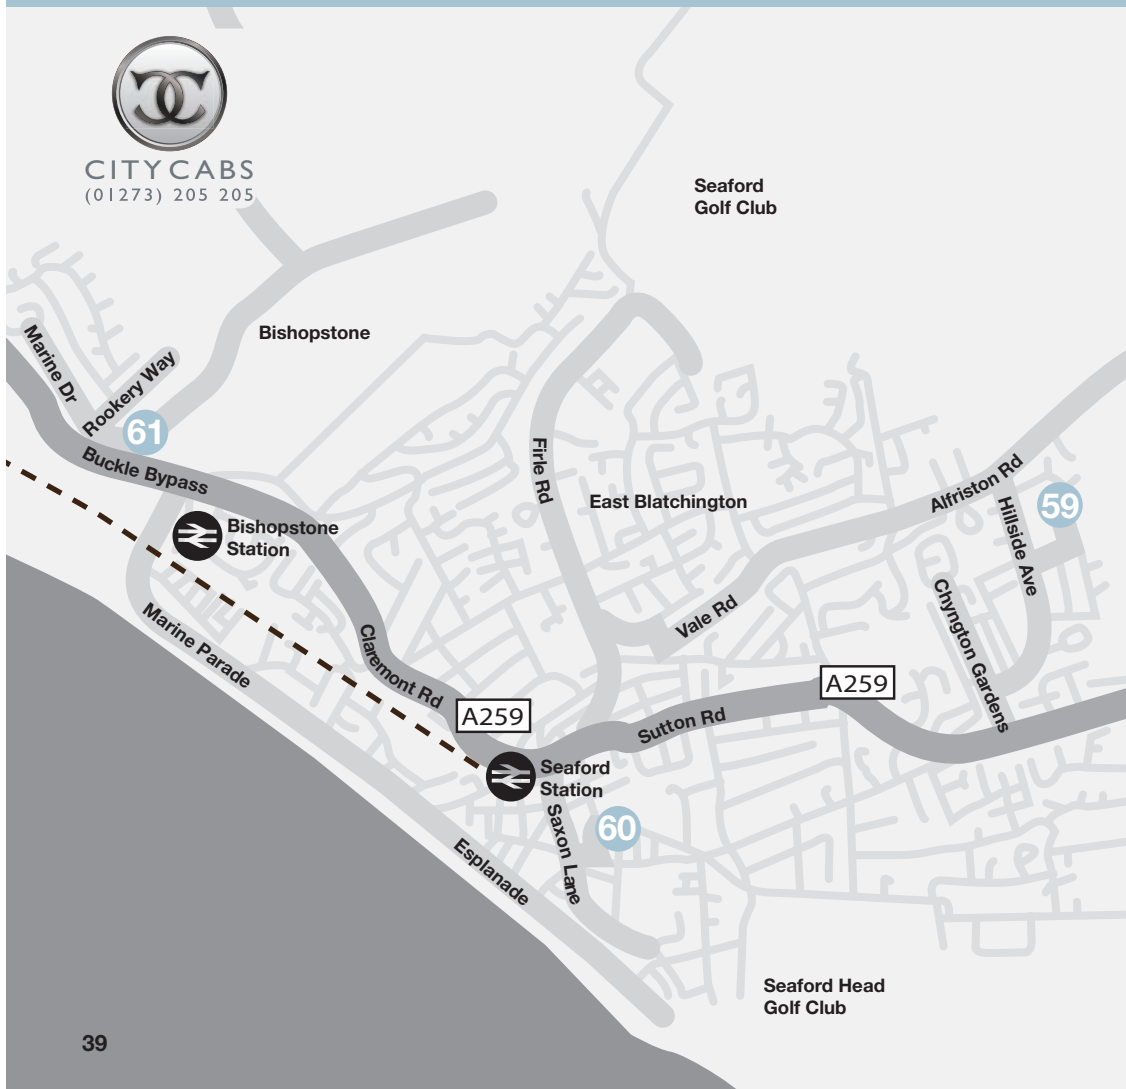 CITY CABS
(01273) 205 205
Seaford
Golf Club
Bishopstone
Marine Dr
Rookery Way
61
Buckle Bypass
Firle Rd
East Blatchington
Alfriston Rd
59
Hillside Ave
Bishopstone
Station
Chyngton Gardens
Vale Rd
Marine Parade
Claremont Rd
A259
A259
Sutton Rd
Seaford
Station
60
Saxon Lane
Esplanade
Seaford Head
Golf Club
39